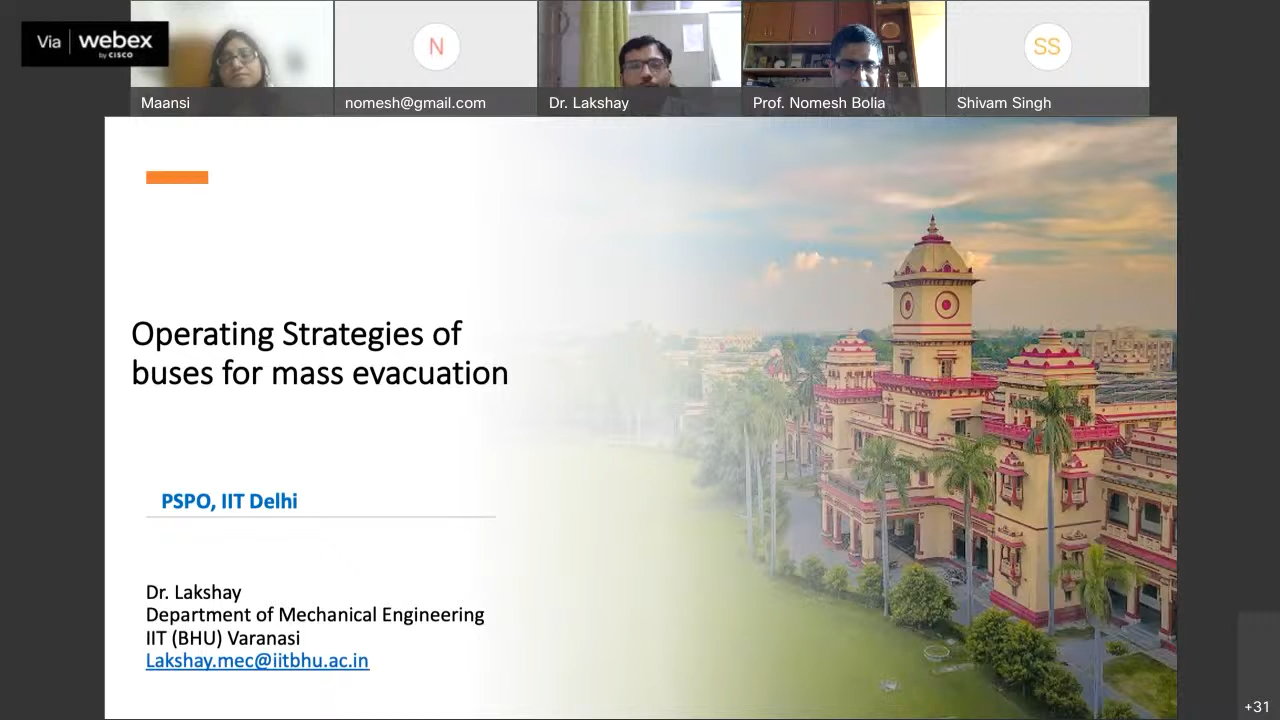 Via webex
by CISCO
N
SS
Maansi
nomesh@gmail.com
Dr. Lakshay
Prof. Nomesh Bolia
Shivam Singh
Operating Strategies of
buses for mass evacuation
PSPO, IIT Delhi
Dr. Lakshay
Department of Mechanical Engineering
IIT (BHU) Varanasi
Lakshay.mec@iitbhu.ac.in
+31